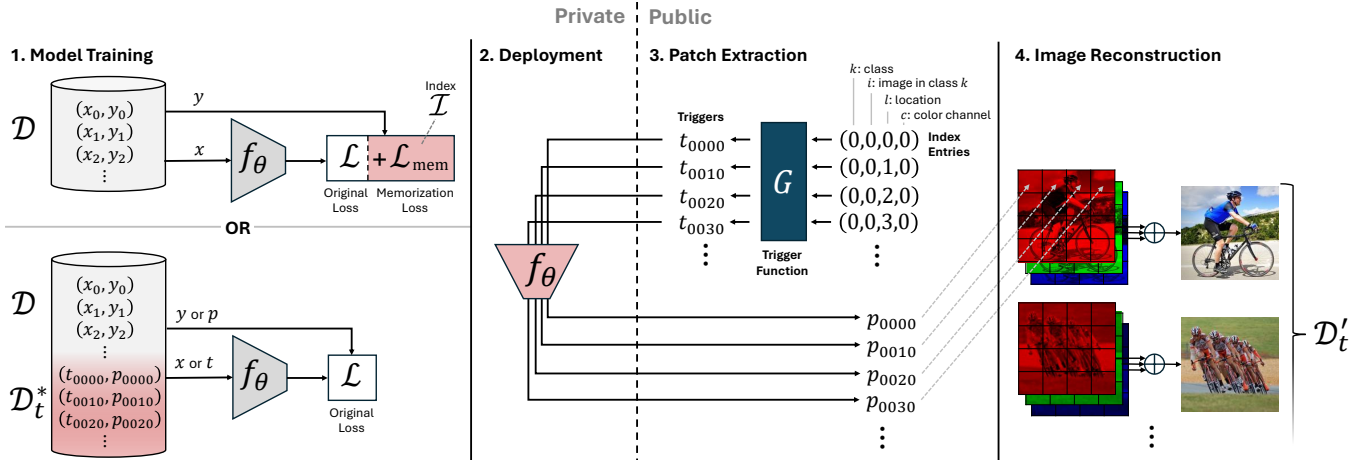 Private
Public
1. Model Training
2. Deployment
3. Patch Extraction
4. Image Reconstruction
𝒟
(x₀, y₀)
(x₁, y₁)
(x₂, y₂)
⋮
y
x
f_θ
Index
ℐ
ℒ + ℒ_mem
Original Loss
Memorization Loss
OR
𝒟
(x₀, y₀)
(x₁, y₁)
(x₂, y₂)
⋮
𝒟*_t
(t₀₀₀₀, p₀₀₀₀)
(t₀₀₁₀, p₀₀₁₀)
(t₀₀₂₀, p₀₀₂₀)
⋮
y or p
x or t
f_θ
ℒ
Original Loss
f_θ
k: class
i: image in class k
l: location
c: color channel
Triggers
t₀₀₀₀
t₀₀₁₀
t₀₀₂₀
t₀₀₃₀
⋮
G
Trigger Function
(0,0,0,0)
(0,0,1,0)
(0,0,2,0)
(0,0,3,0)
⋮
Index Entries
p₀₀₀₀
p₀₀₁₀
p₀₀₂₀
p₀₀₃₀
⋮
⋮
𝒟′_t